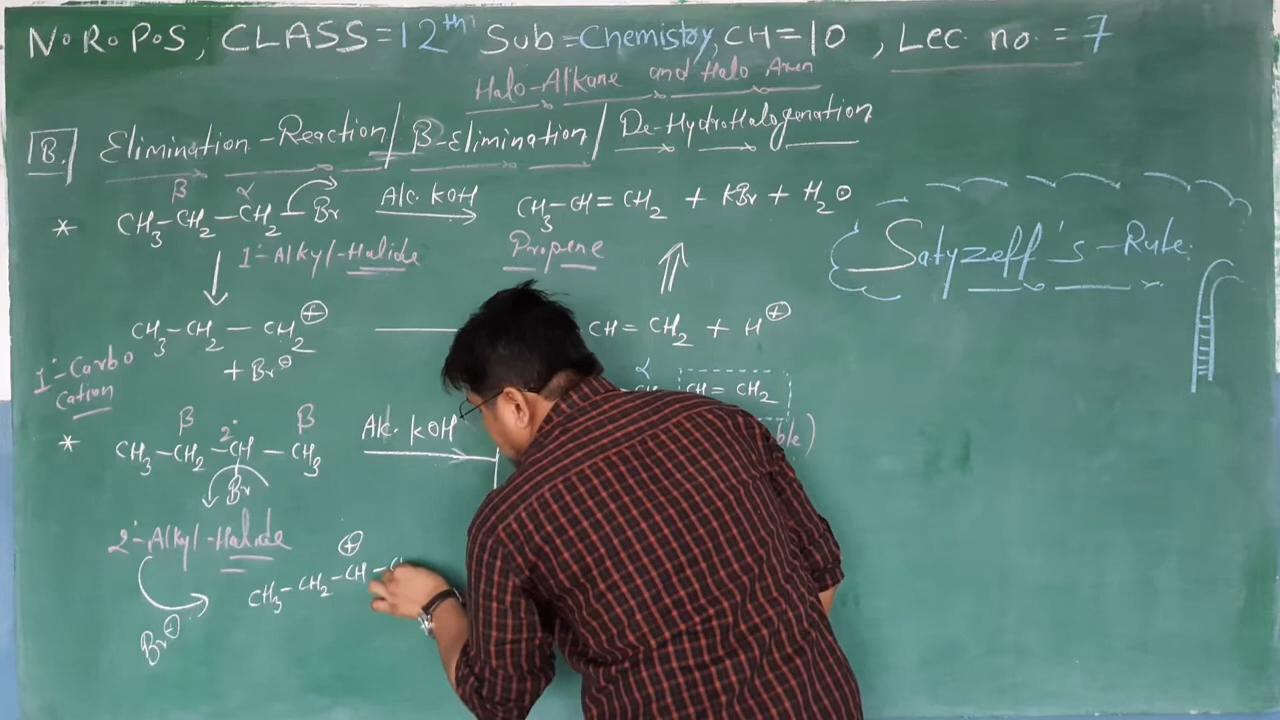 N.R.P.S, CLASS=12th Sub=Chemistry, CH=10, Lec no.=7
Halo-Alkane and Halo Aren
B. Elimination-Reaction/ β-Elimination/ De-HydroHalogenation
β α
* CH₃-CH₂-CH₂-Br Alc. KOH CH₃-CH=CH₂ + KBr + H₂O
1°-Alkyl-Halide Propene
Satyzeff's-Rule
CH₃-CH₂-CH₂⊕ CH=CH₂ + H⊕
+ Br⊖
1°-Carbo
Cation
α CH=CH₂
β 2° β
* CH₃-CH₂-CH-CH₃ Alc. KOH
Br
2°-Alkyl-Halide
⊕
CH₃-CH₂-CH-
Br⊖